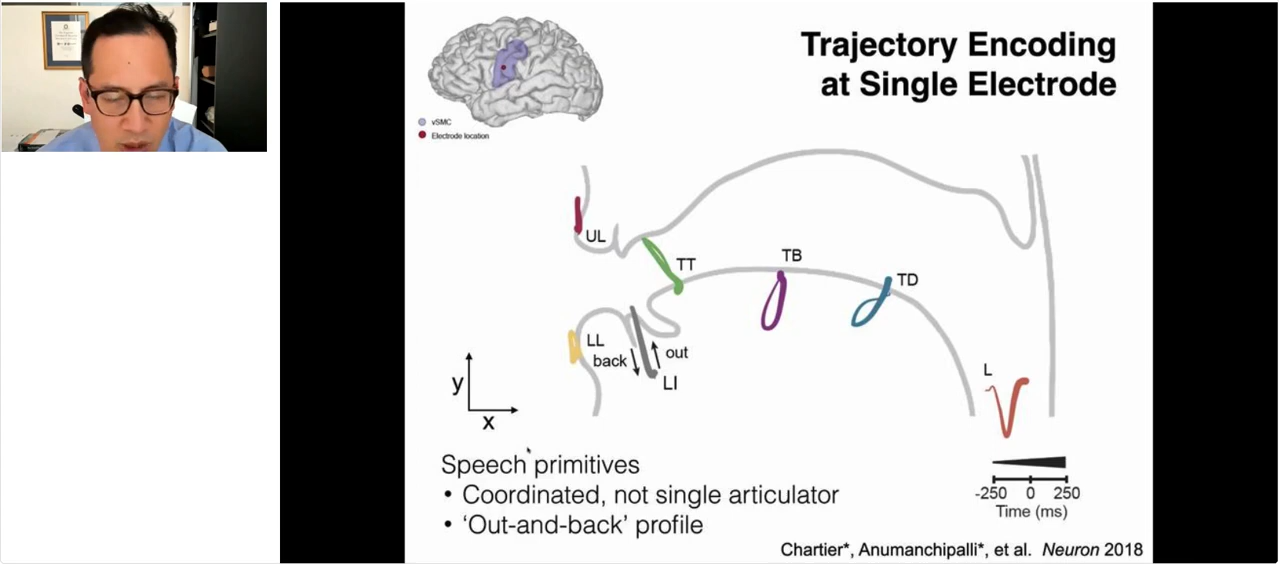 Trajectory Encoding
at Single Electrode
vSMC
Electrode location
UL
TT
TB
TD
LL
back
out
LI
L
y
x
Speech primitives
• Coordinated, not single articulator
• ‘Out-and-back’ profile
-250 0 250
Time (ms)
Chartier*, Anumanchipalli*, et al. Neuron 2018